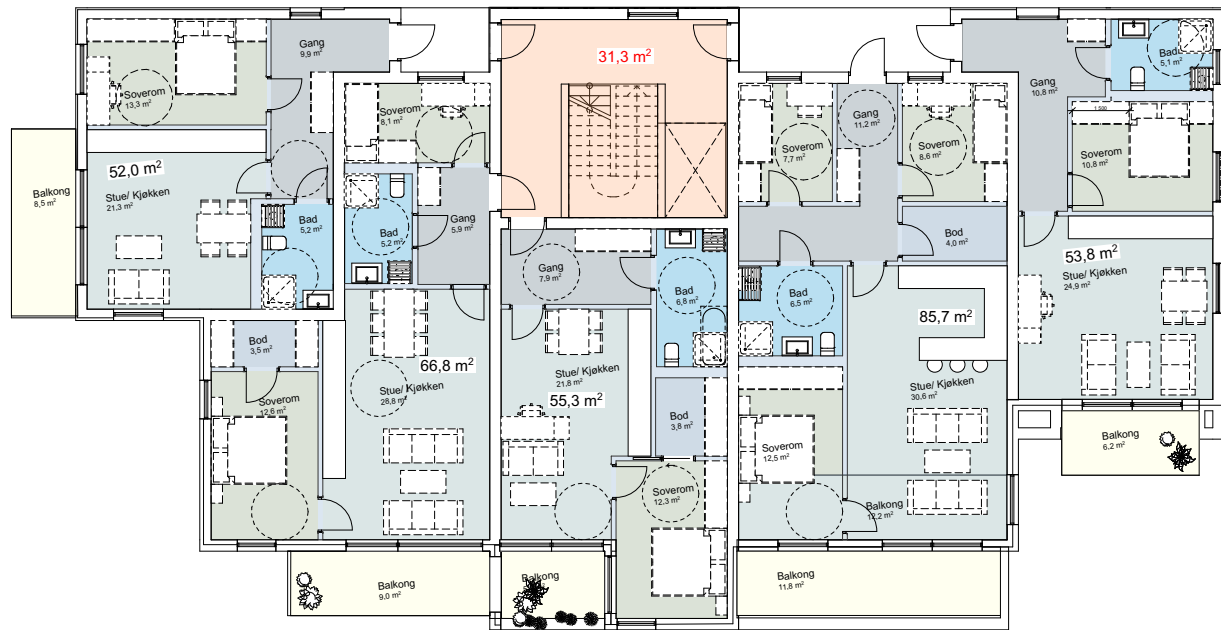 Gang
9,9 m²
Soverom
13,3 m²
52,0 m²
Stue/ Kjøkken
21,3 m²
Balkong
8,5 m²
Bad
5,2 m²
Soverom
8,1 m²
Bad
5,2 m²
Gang
5,9 m²
Bod
3,5 m²
Soverom
12,6 m²
66,8 m²
Stue/ Kjøkken
28,8 m²
Balkong
9,0 m²
31,3 m²
Gang
7,9 m²
Bad
6,8 m²
Stue/ Kjøkken
21,8 m²
55,3 m²
Bod
3,8 m²
Soverom
12,3 m²
Balkong
Soverom
7,7 m²
Gang
11,2 m²
Soverom
8,6 m²
Bod
4,0 m²
Bad
6,5 m²
85,7 m²
Stue/ Kjøkken
30,6 m²
Soverom
12,5 m²
Balkong
12,2 m²
Balkong
11,8 m²
Gang
10,8 m²
Bad
5,1 m²
1 500
Soverom
10,8 m²
53,8 m²
Stue/ Kjøkken
24,9 m²
Balkong
6,2 m²